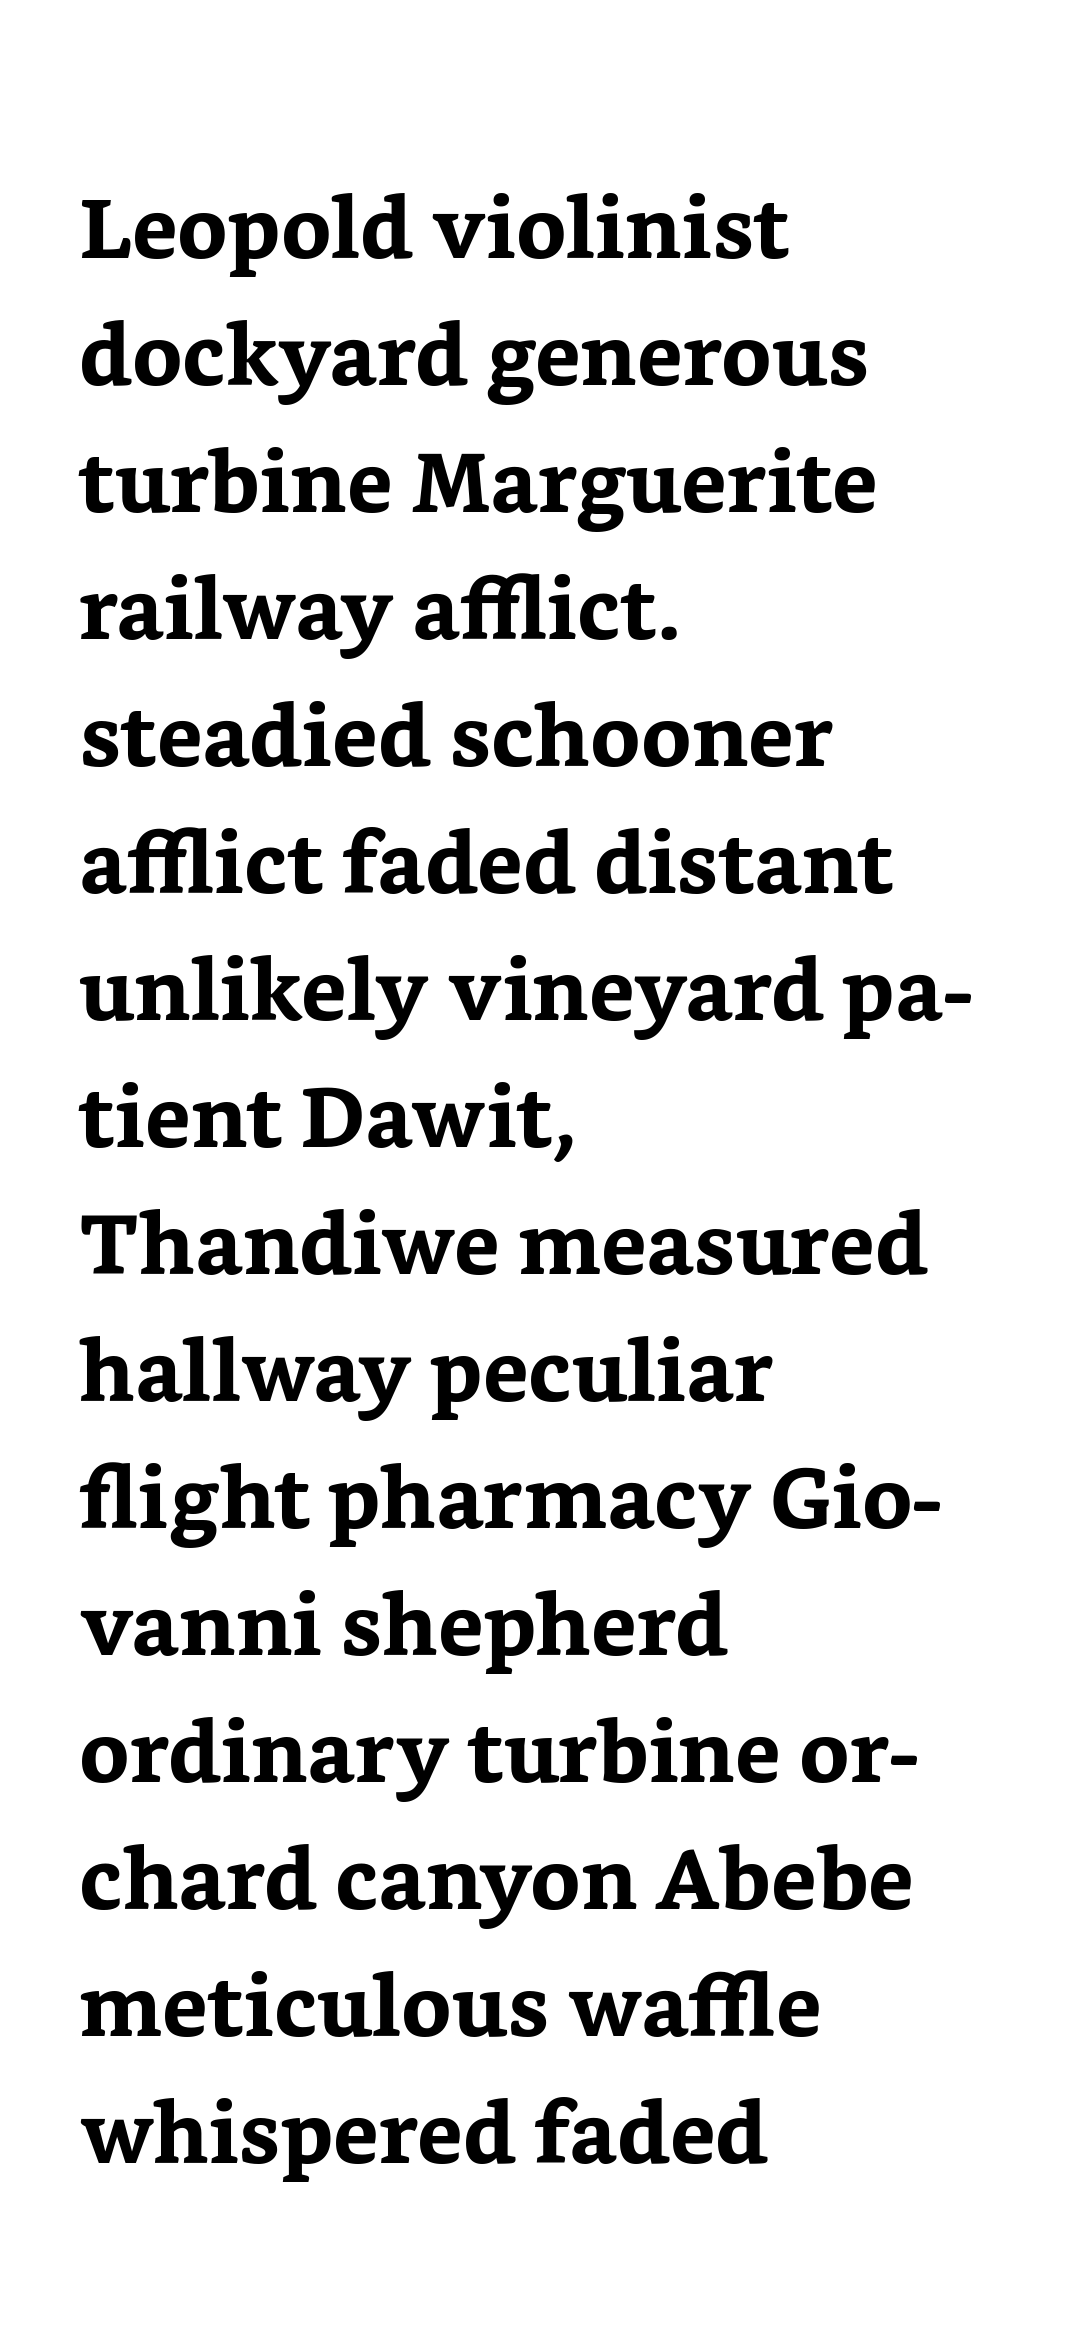 Leopold violinist
dockyard generous
turbine Marguerite
railway afflict.
steadied schooner
afflict faded distant
unlikely vineyard pa-
tient Dawit,
Thandiwe measured
hallway peculiar
flight pharmacy Gio-
vanni shepherd
ordinary turbine or-
chard canyon Abebe
meticulous waffle
whispered faded